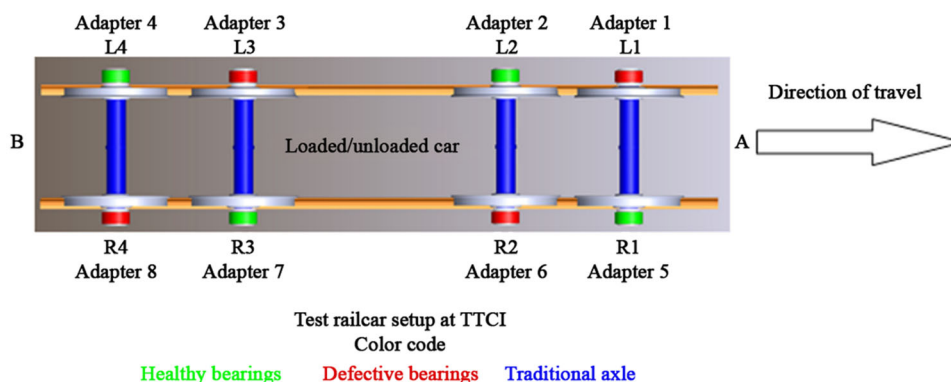 Adapter 4 Adapter 3 Adapter 2 Adapter 1
L4 L3 L2 L1
Direction of travel
B Loaded/unloaded car A
R4 R3 R2 R1
Adapter 8 Adapter 7 Adapter 6 Adapter 5
Test railcar setup at TTCI
Color code
Healthy bearings Defective bearings Traditional axle